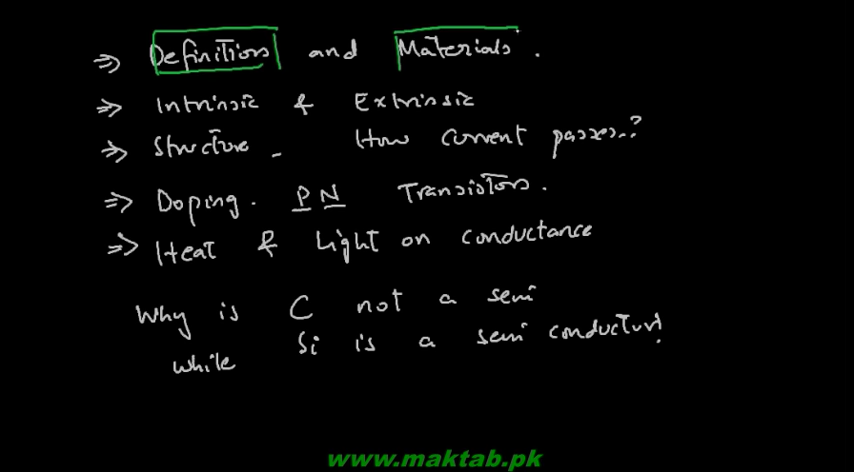 ⇒ Definitions and Materials.
⇒ Intrinsic & Extrinsic
⇒ Structure - How current passes..?
⇒ Doping. PN Transistors.
⇒ Heat & Light on conductance
Why is C not a semi
while Si is a semi conductor!
www.maktab.pk